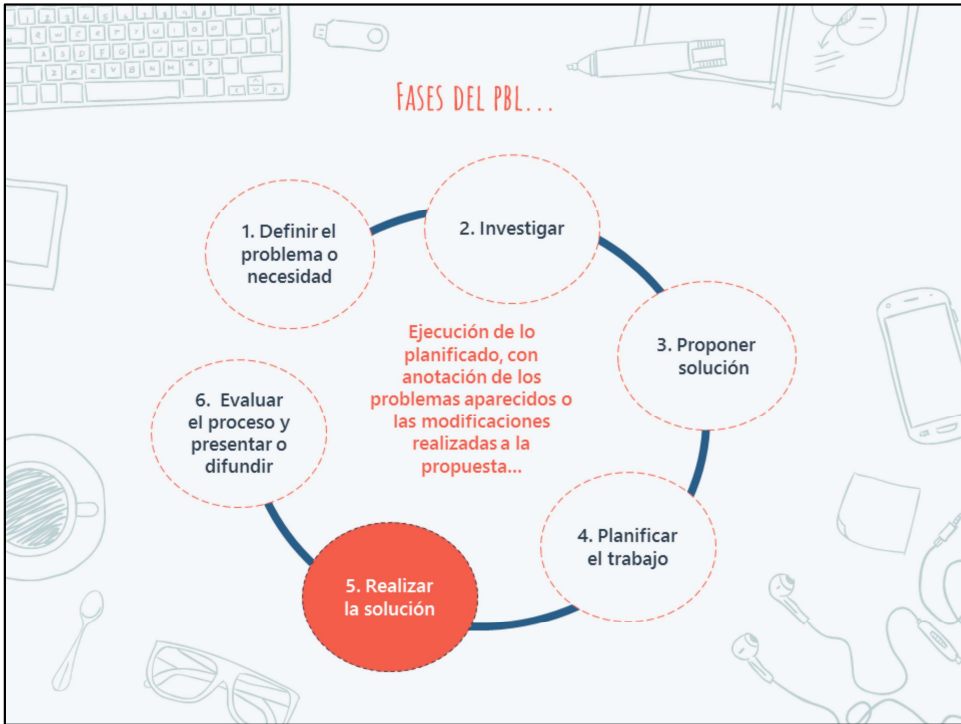 FASES DEL PBL...
1. Definir el
problema o
necesidad
2. Investigar
3. Proponer
solución
Ejecución de lo
planificado, con
anotación de los
problemas aparecidos o
las modificaciones
realizadas a la
propuesta...
4. Planificar
el trabajo
5. Realizar
la solución
6. Evaluar
el proceso y
presentar o
difundir